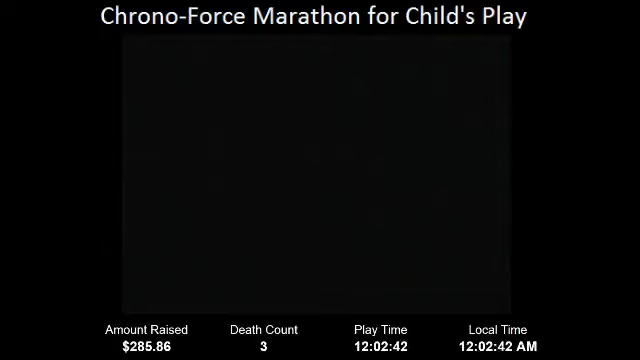 Chrono-Force Marathon for Child's Play
Amount Raised Death Count Play Time Local Time
$285.86 3 12:02:42 12:02:42 AM